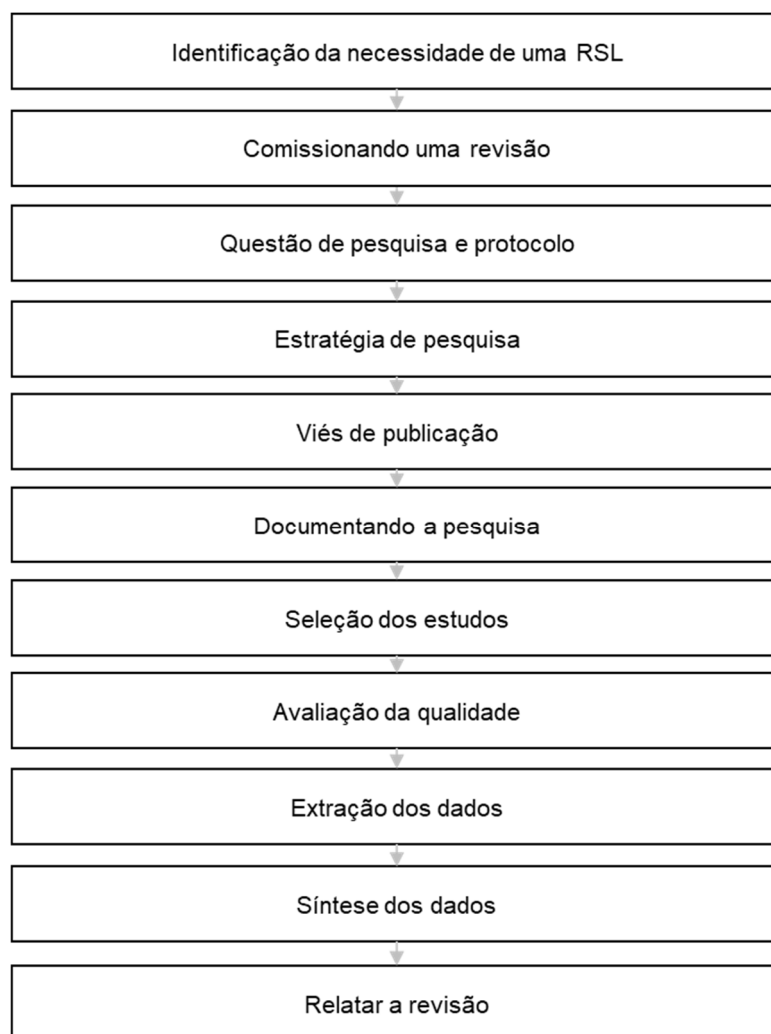 Identificação da necessidade de uma RSL
Comissionando uma revisão
Questão de pesquisa e protocolo
Estratégia de pesquisa
Viés de publicação
Documentando a pesquisa
Seleção dos estudos
Avaliação da qualidade
Extração dos dados
Síntese dos dados
Relatar a revisão